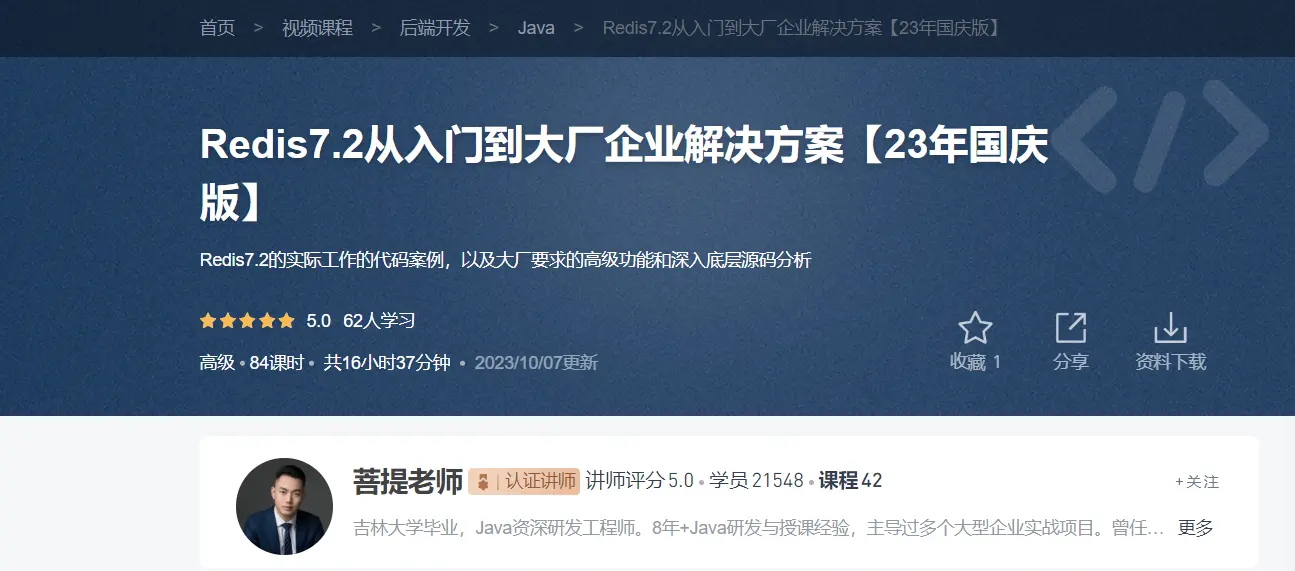 首页 > 视频课程 > 后端开发 > Java > Redis7.2从入门到大厂企业解决方案【23年国庆版】
Redis7.2从入门到大厂企业解决方案【23年国庆
版】
Redis7.2的实际工作的代码案例，以及大厂要求的高级功能和深入底层源码分析
5.0 62人学习
高级 • 84课时 • 共16小时37分钟 • 2023/10/07更新
收藏 1 分享 资料下载
菩提老师 认证讲师 讲师评分 5.0 • 学员 21548 • 课程 42
+关注
吉林大学毕业，Java资深研发工程师。8年+Java研发与授课经验，主导过多个大型企业实战项目。曾任… 更多